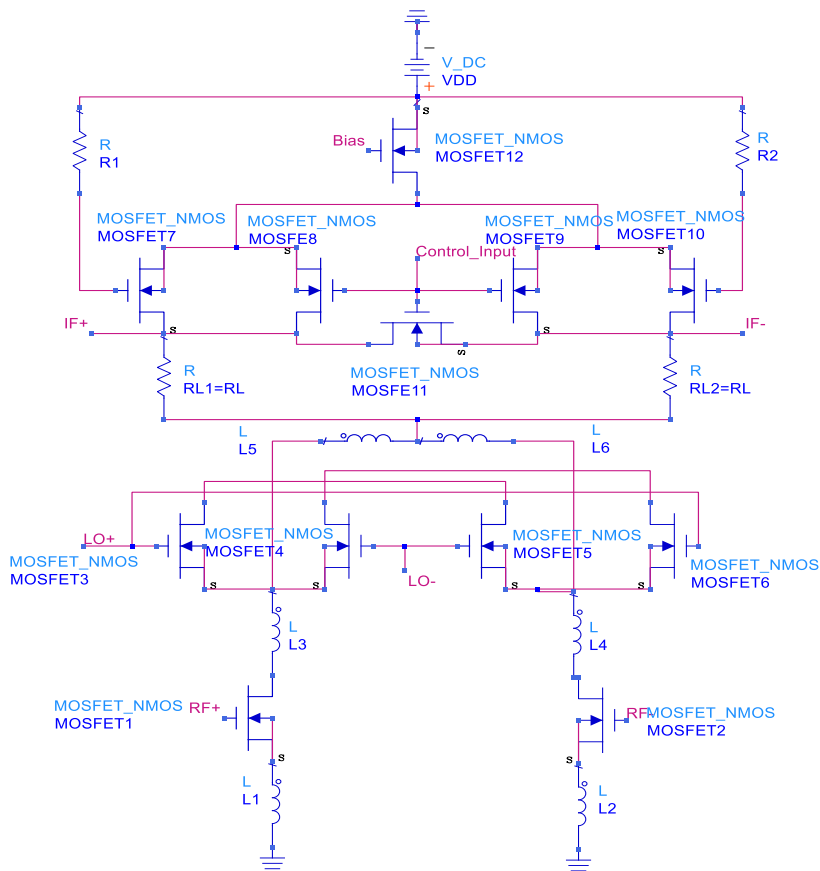 V_DC
VDD
s
Bias
MOSFET_NMOS
MOSFET12
R
R1
R
R2
MOSFET_NMOS
MOSFET7
MOSFET_NMOS
MOSFE8
s
Control_Input
MOSFET_NMOS
MOSFET9
MOSFET_NMOS
MOSFET10
IF+
s
s
IF-
s
MOSFET_NMOS
MOSFE11
R
RL1=RL
R
RL2=RL
L
L5
L
L6
LO+
MOSFET_NMOS
MOSFET3
MOSFET_NMOS
MOSFET4
MOSFET_NMOS
MOSFET5
MOSFET_NMOS
MOSFET6
LO-
s
s
s
s
L
L3
L
L4
MOSFET_NMOS
MOSFET1
RF+
RF-
MOSFET_NMOS
MOSFET2
s
s
L
L1
L
L2